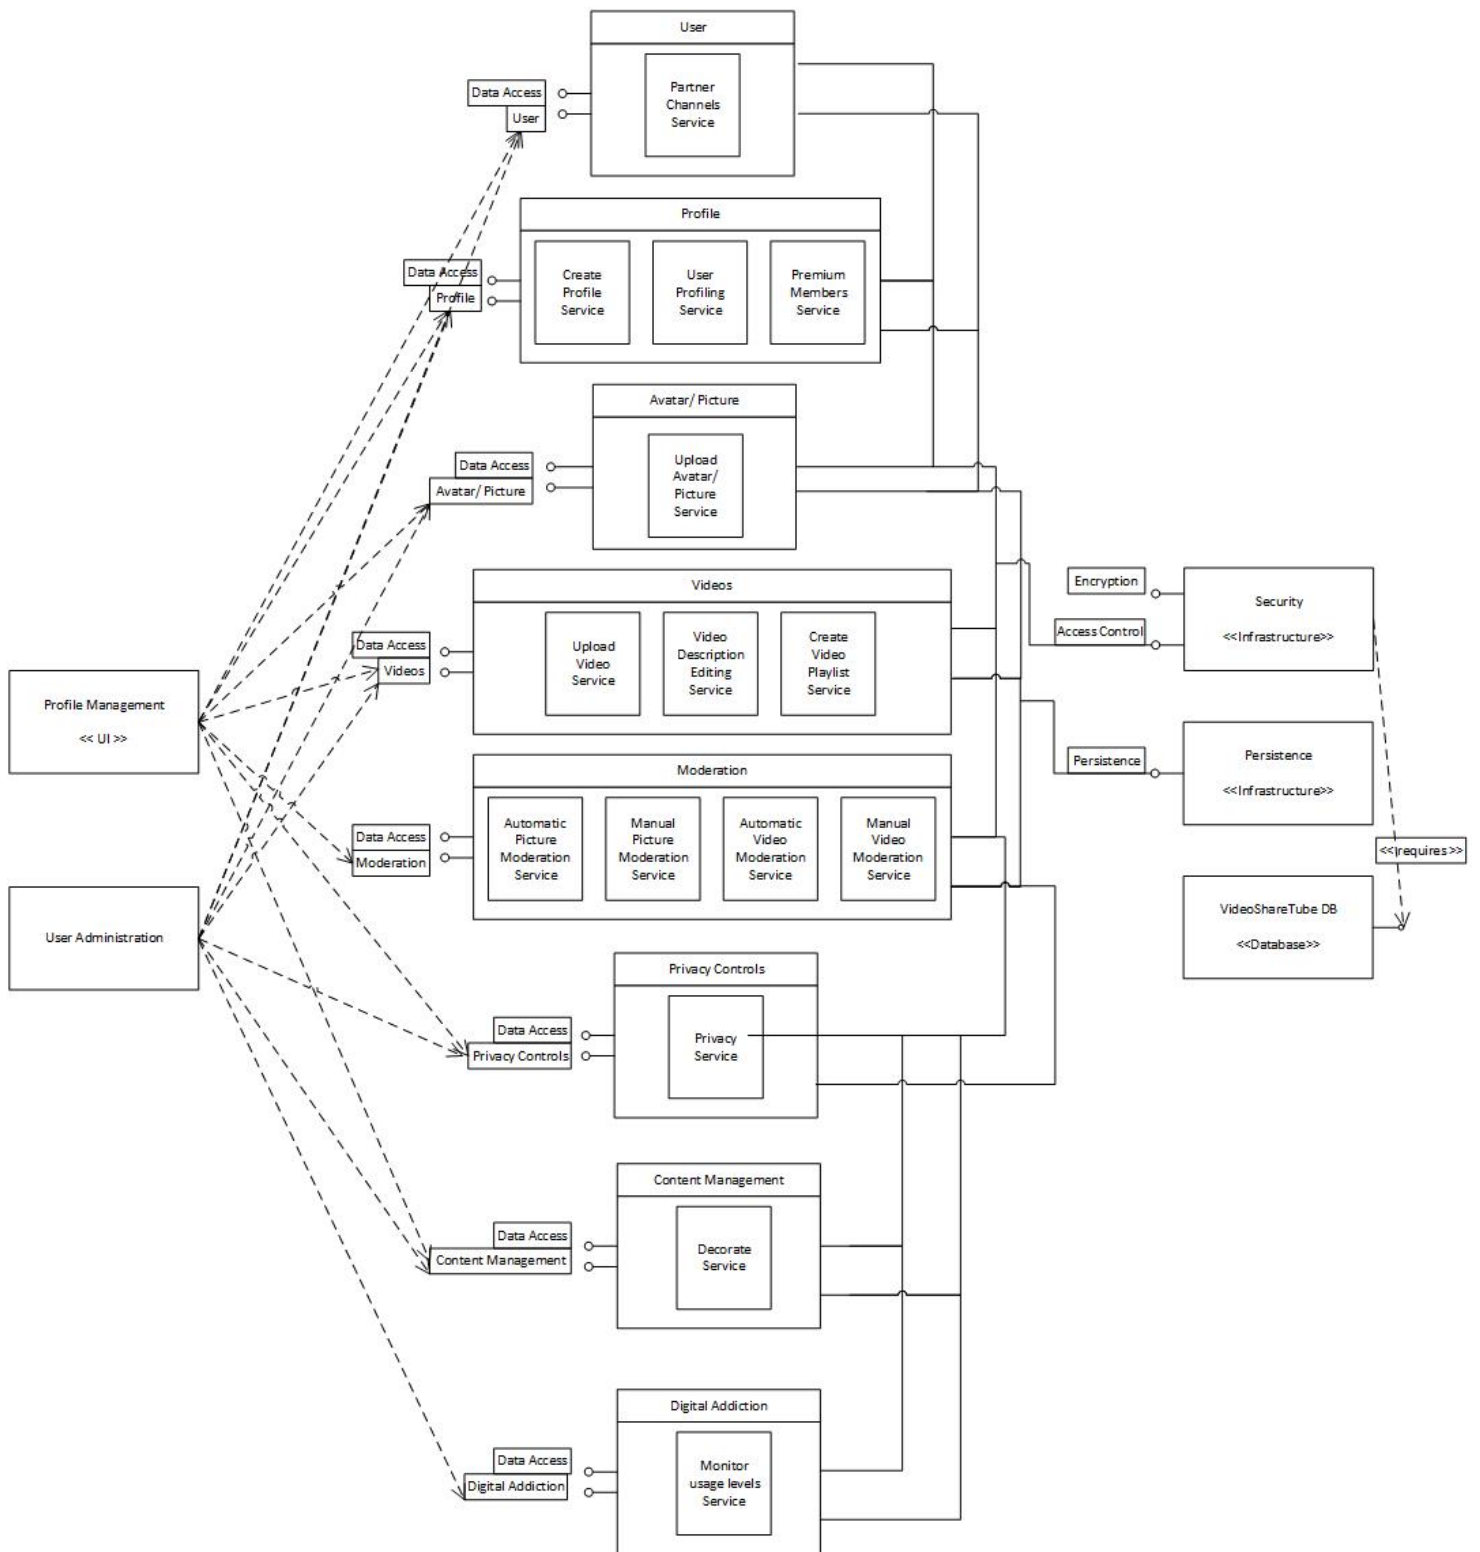 User
Data Access
User
Partner
Channels
Service
Profile
Data Access
Profile
Create
Profile
Service
User
Profiling
Service
Premium
Members
Service
Avatar/ Picture
Data Access
Avatar/ Picture
Upload
Avatar/
Picture
Service
Videos
Data Access
Videos
Upload
Video
Service
Video
Description
Editing
Service
Create
Video
Playlist
Service
Encryption
Access Control
Security
<<Infrastructure>>
Profile Management
<< UI >>
Persistence
Persistence
<<Infrastructure>>
Moderation
Data Access
Moderation
Automatic
Picture
Moderation
Service
Manual
Picture
Moderation
Service
Automatic
Video
Moderation
Service
Manual
Video
Moderation
Service
<<requires>>
VideoShareTube DB
<<Database>>
User Administration
Privacy Controls
Data Access
Privacy Controls
Privacy
Service
Content Management
Data Access
Content Management
Decorate
Service
Digital Addiction
Data Access
Digital Addiction
Monitor
usage levels
Service